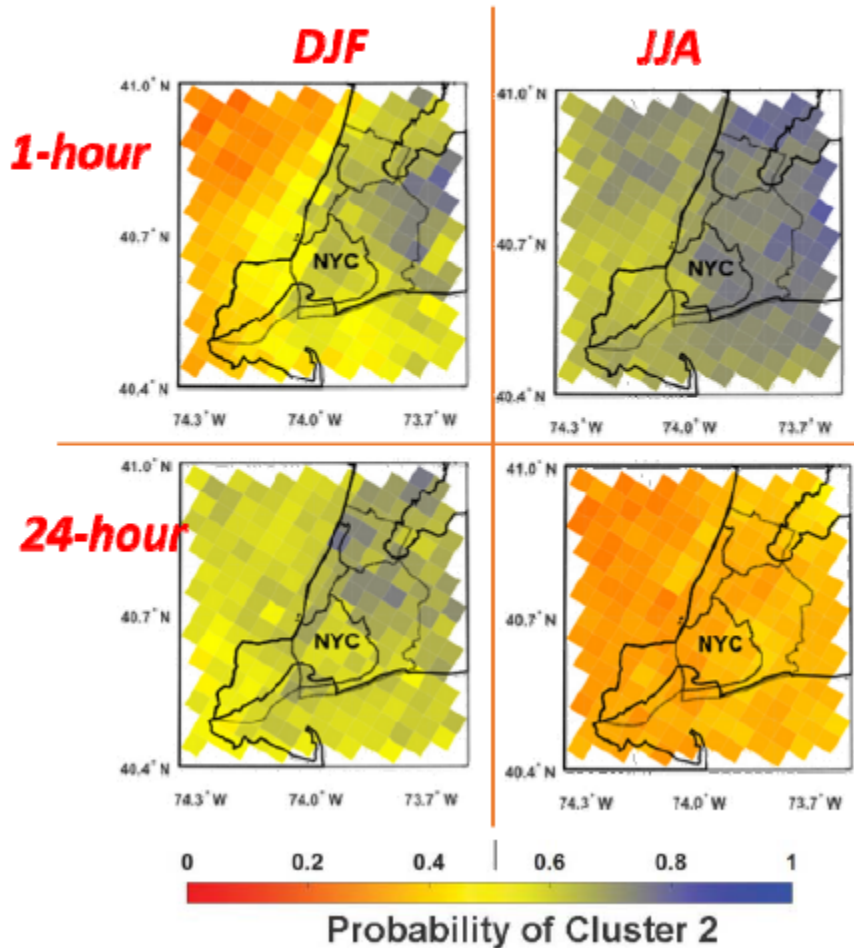 DJF JJA
1-hour
41.0° N
40.7° N
40.4° N
74.3° W 74.0° W 73.7° W
NYC
41.0° N
40.7° N
40.4° N
74.3° W 74.0° W 73.7° W
NYC
24-hour
41.0° N
40.7° N
40.4° N
74.3° W 74.0° W 73.7° W
NYC
41.0° N
40.7° N
40.4° N
74.3° W 74.0° W 73.7° W
NYC
0 0.2 0.4 0.6 0.8 1
Probability of Cluster 2